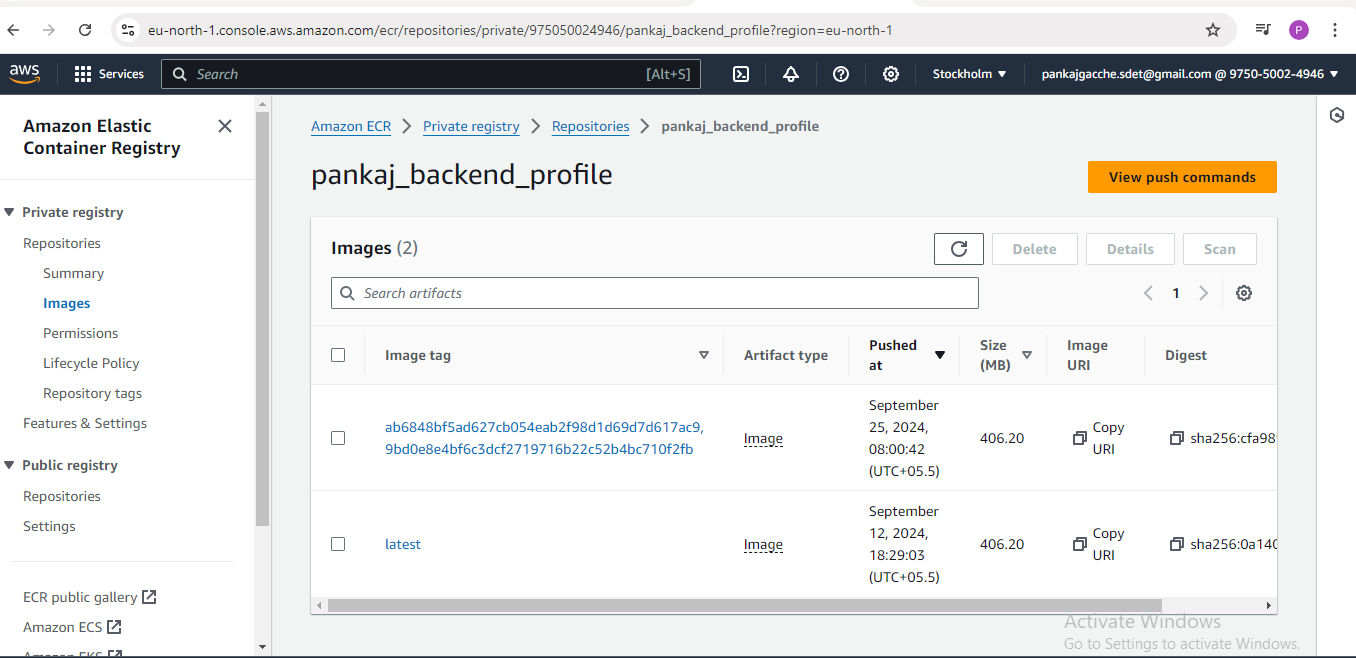 eu-north-1.console.aws.amazon.com/ecr/repositories/private/975050024946/pankaj_backend_profile?region=eu-north-1
P
aws
Services
Search
[Alt+S]
Stockholm
pankajgacche.sdet@gmail.com @ 9750-5002-4946
Amazon Elastic
Container Registry
Private registry
Repositories
Summary
Images
Permissions
Lifecycle Policy
Repository tags
Features & Settings
Public registry
Repositories
Settings
ECR public gallery
Amazon ECS
Amazon EKS
Amazon ECR > Private registry > Repositories > pankaj_backend_profile
pankaj_backend_profile
View push commands
Images (2)
Delete
Details
Scan
Search artifacts
1
Image tag
Artifact type
Pushed
at
Size
(MB)
Image
URI
Digest
ab6848bf5ad627cb054eab2f98d1d69d7d617ac9,
9bd0e8e4bf6c3dcf2719716b22c52b4bc710f2fb
Image
September
25, 2024,
08:00:42
(UTC+05.5)
406.20
Copy
URI
sha256:cfa98
latest
Image
September
12, 2024,
18:29:03
(UTC+05.5)
406.20
Copy
URI
sha256:0a140
Activate Windows
Go to Settings to activate Windows.